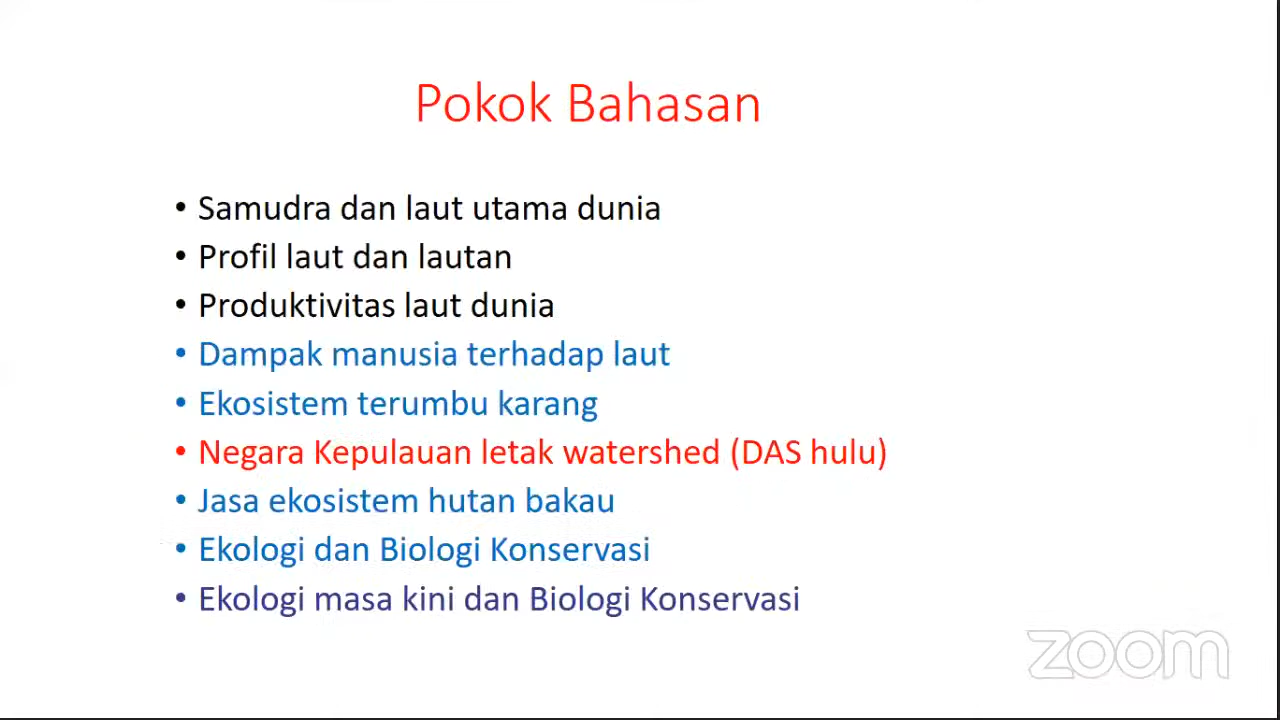 Pokok Bahasan
• Samudra dan laut utama dunia
• Profil laut dan lautan
• Produktivitas laut dunia
• Dampak manusia terhadap laut
• Ekosistem terumbu karang
• Negara Kepulauan letak watershed (DAS hulu)
• Jasa ekosistem hutan bakau
• Ekologi dan Biologi Konservasi
• Ekologi masa kini dan Biologi Konservasi
zoom